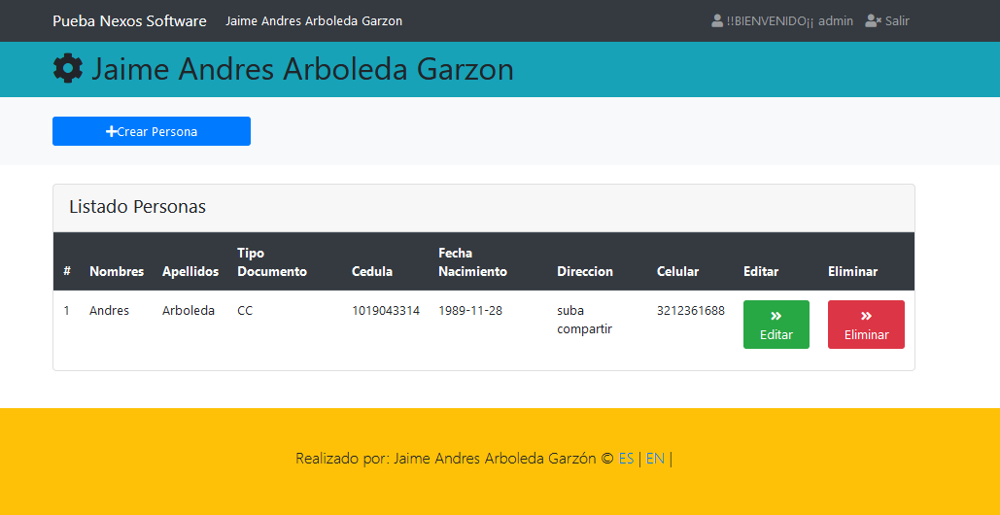 Pueba Nexos Software Jaime Andres Arboleda Garzon !!BIENVENIDO¡¡ admin Salir
Jaime Andres Arboleda Garzon
Crear Persona
Listado Personas
# Nombres Apellidos Tipo Documento Cedula Fecha Nacimiento Direccion Celular Editar Eliminar
1 Andres Arboleda CC 1019043314 1989-11-28 suba compartir 3212361688 Editar Eliminar
Realizado por: Jaime Andres Arboleda Garzón © ES | EN |